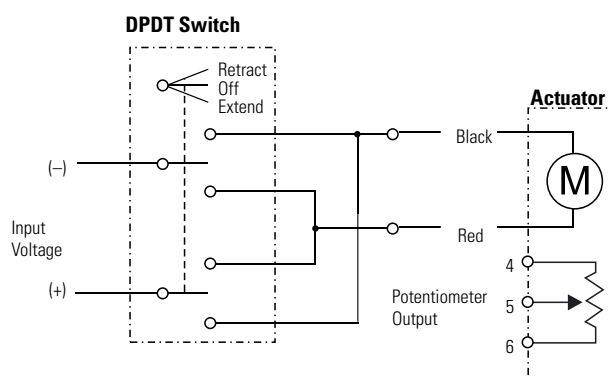 DPDT Switch
Retract
Off
Extend
Actuator
Black
(–)
M
Input
Voltage
Red
4
(+)
Potentiometer
Output
5
6